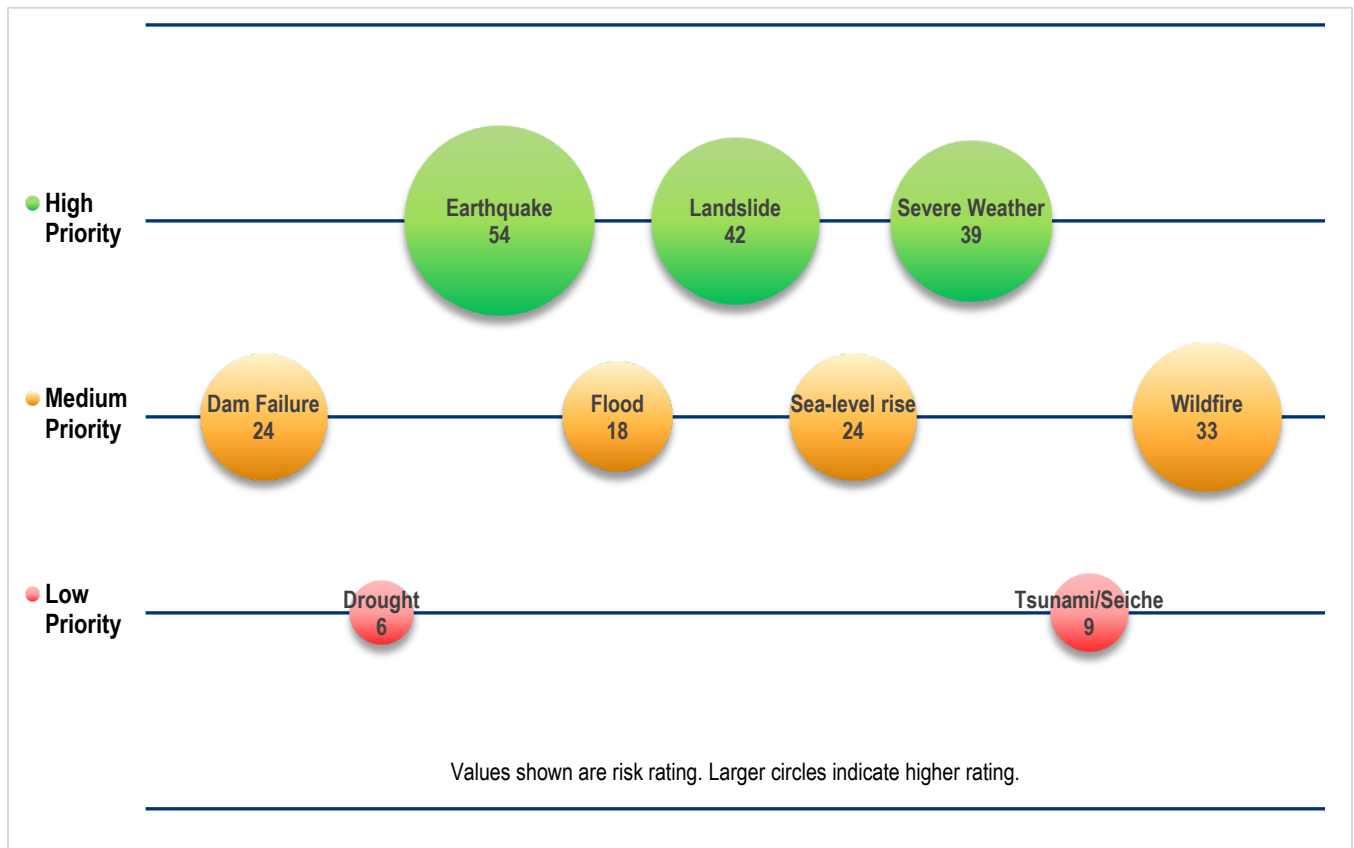 High
Priority
Earthquake
54
Landslide
42
Severe Weather
39
Medium
Priority
Dam Failure
24
Flood
18
Sea-level rise
24
Wildfire
33
Low
Priority
Drought
6
Tsunami/Seiche
9
Values shown are risk rating. Larger circles indicate higher rating.